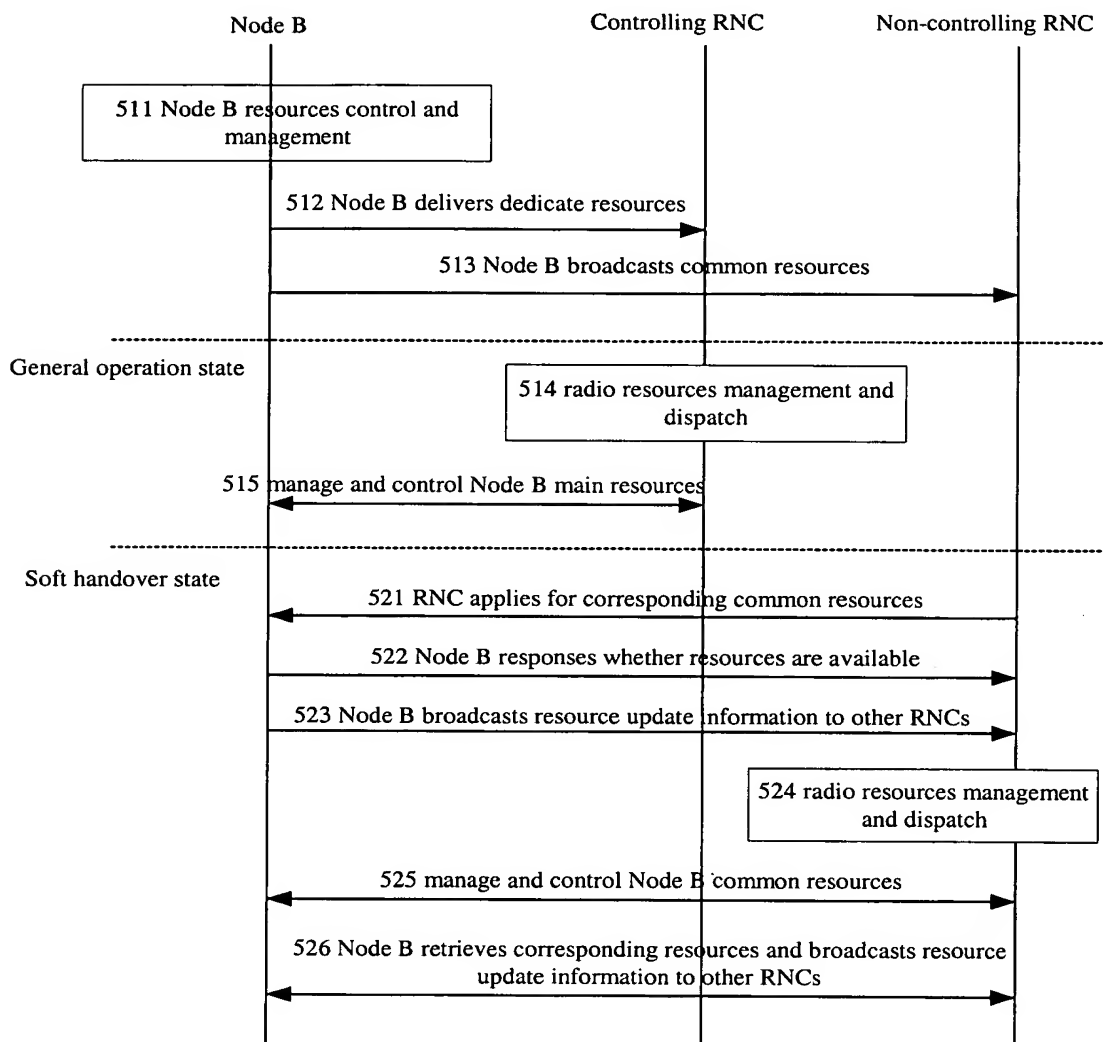 Node B
Controlling RNC
Non-controlling RNC
511 Node B resources control and
management
512 Node B delivers dedicate resources
513 Node B broadcasts common resources
General operation state
514 radio resources management and
dispatch
515 manage and control Node B main resources
Soft handover state
521 RNC applies for corresponding common resources
522 Node B responses whether resources are available
523 Node B broadcasts resource update information to other RNCs
524 radio resources management
and dispatch
525 manage and control Node B common resources
526 Node B retrieves corresponding resources and broadcasts resource
update information to other RNCs